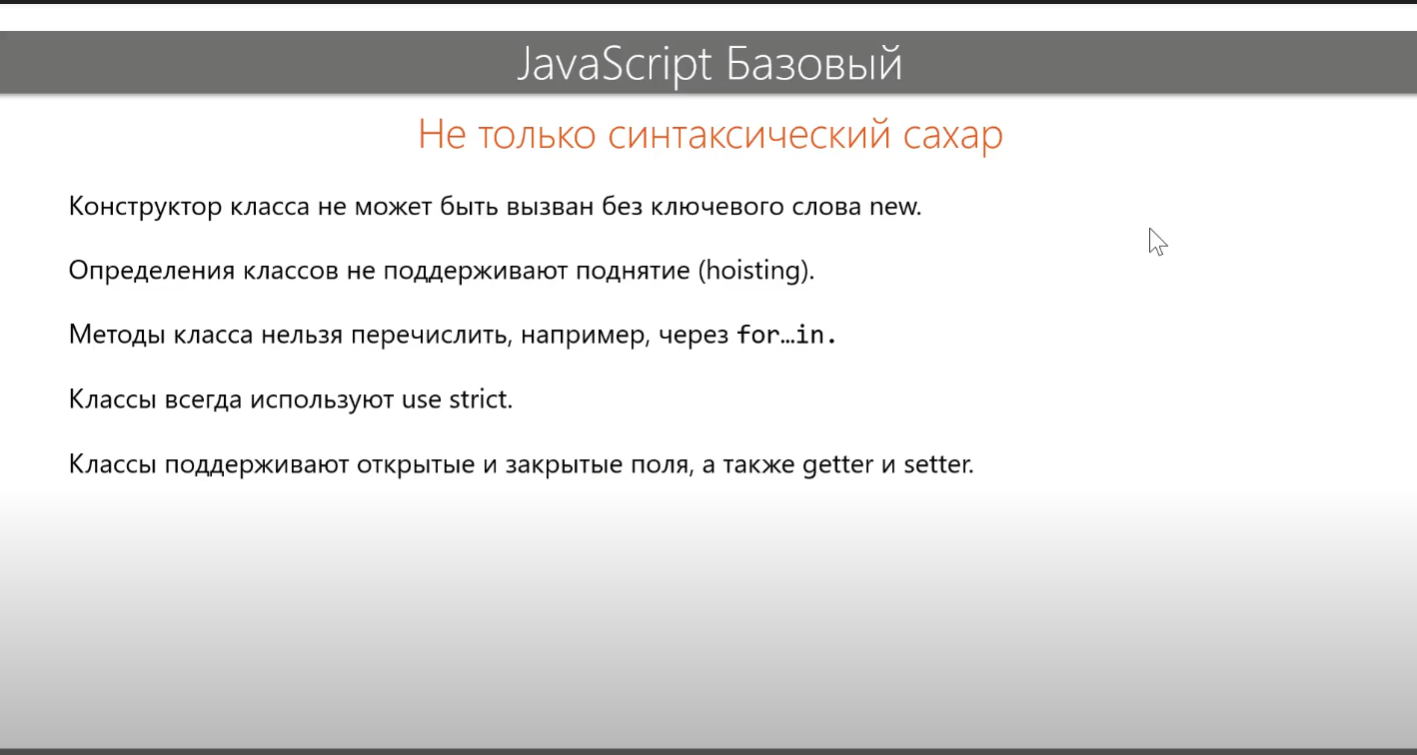 JavaScript Базовый
Не только синтаксический сахар
Конструктор класса не может быть вызван без ключевого слова new.
Определения классов не поддерживают поднятие (hoisting).
Методы класса нельзя перечислить, например, через for…in.
Классы всегда используют use strict.
Классы поддерживают открытые и закрытые поля, а также getter и setter.